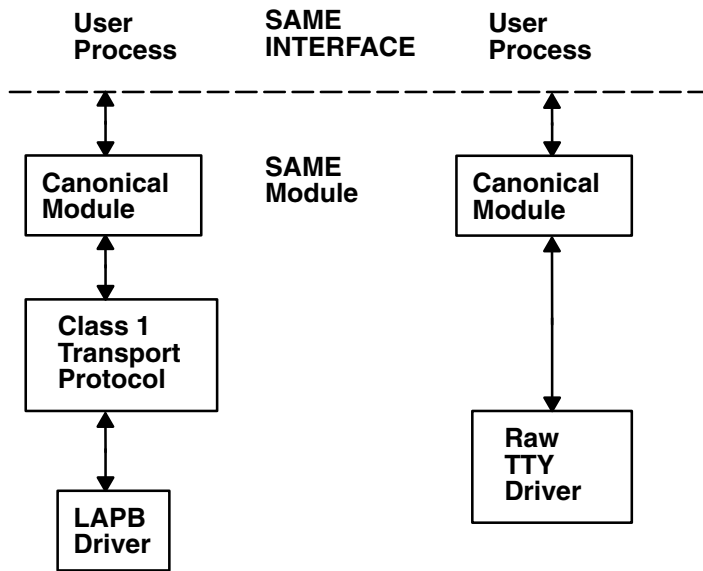 User
Process
SAME
INTERFACE
User
Process
Canonical
Module
SAME
Module
Canonical
Module
Class 1
Transport
Protocol
Raw
TTY
Driver
LAPB
Driver